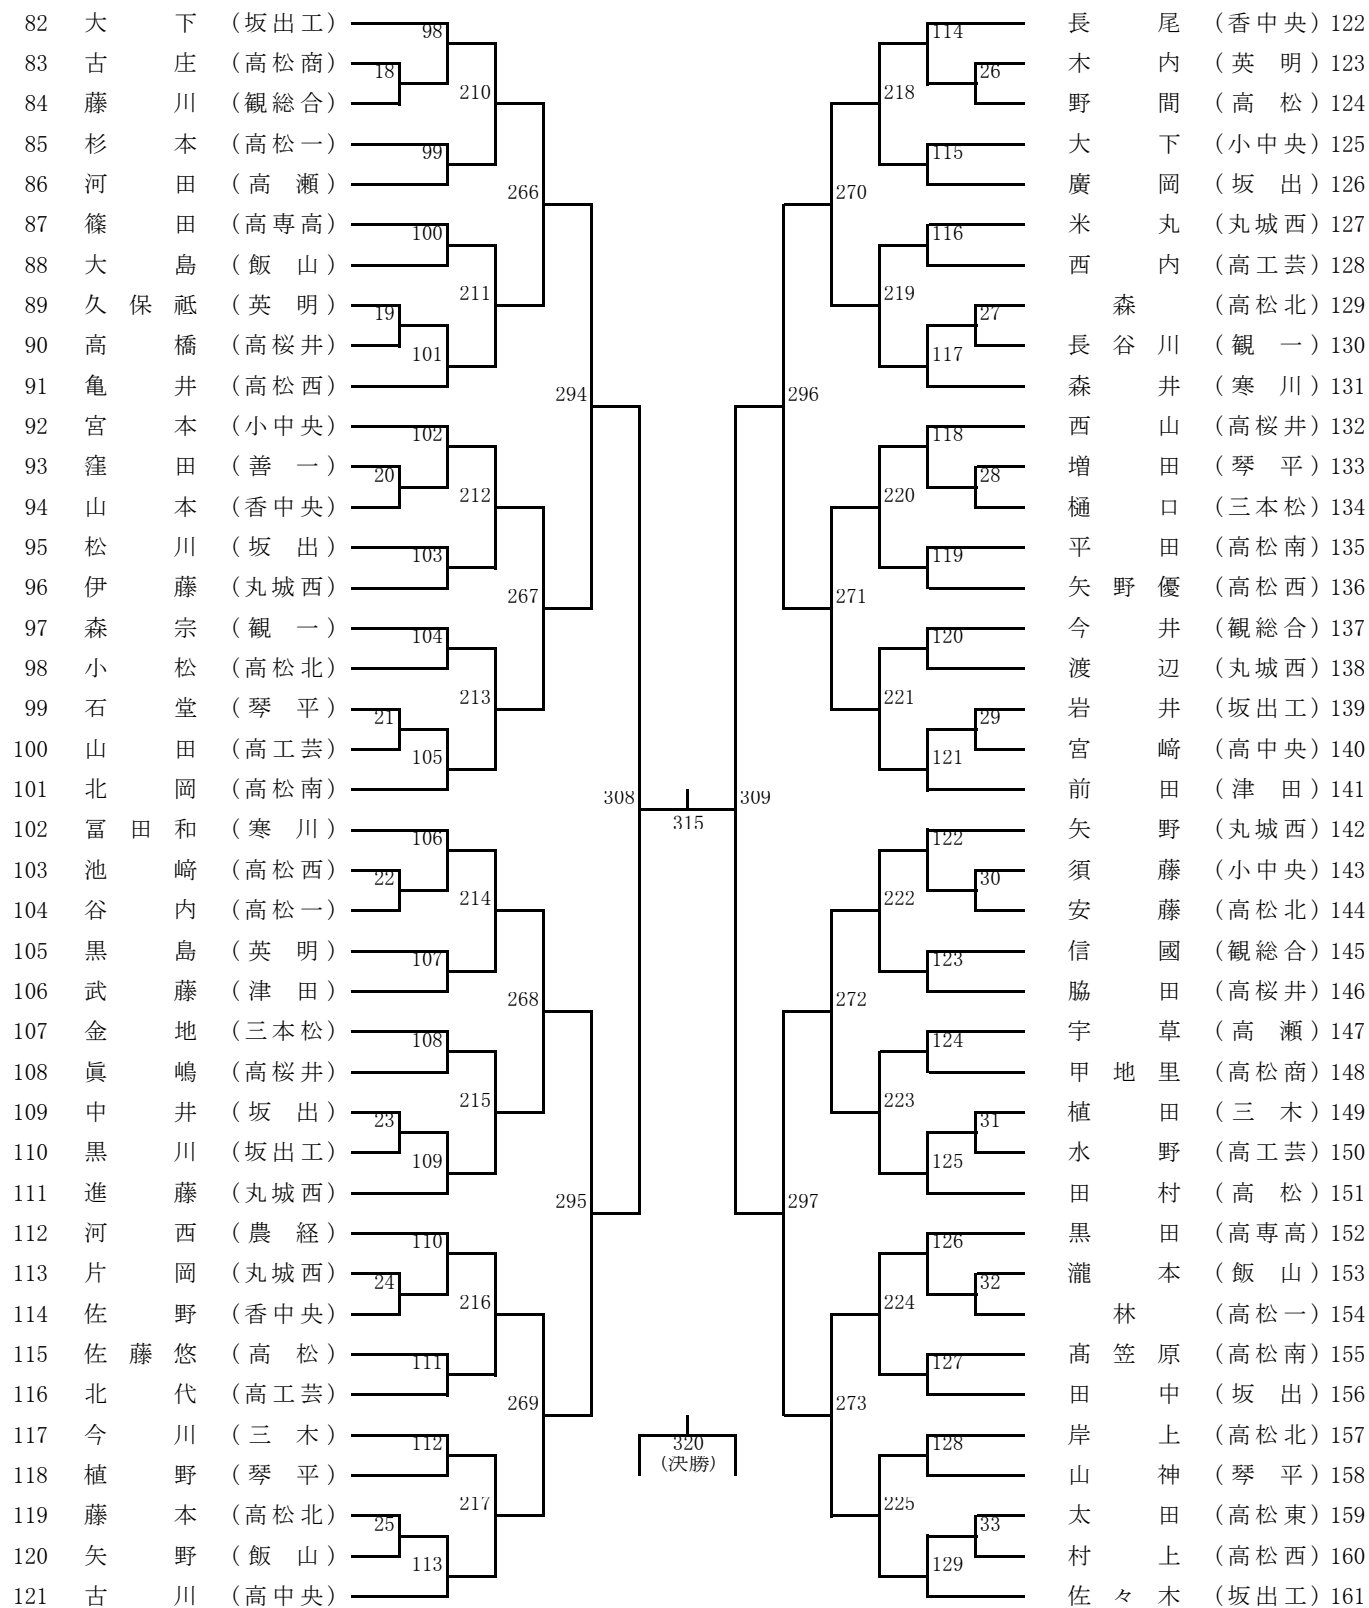 82 大下 (坂出工) 98 114 長尾 (香中央) 122
83 古庄 (高松商) 18 26 木内 (英明) 123
84 藤川 (観総合) 210 218 野間 (高松) 124
85 杉本 (高松一) 99 115 大下 (小中央) 125
86 河田 (高瀬) 266 270 廣岡 (坂出) 126
87 篠田 (高専高) 100 116 米丸 (丸城西) 127
88 大島 (飯山) 211 219 西内 (高工芸) 128
89 久保祗 (英明) 19 27 森 (高松北) 129
90 高橋 (高桜井) 101 117 長谷川 (観一) 130
91 亀井 (高松西) 294 296 森井 (寒川) 131
92 宮本 (小中央) 102 118 西山 (高桜井) 132
93 窪田 (善一) 20 28 増田 (琴平) 133
94 山本 (香中央) 212 220 樋口 (三本松) 134
95 松川 (坂出) 103 119 平田 (高松南) 135
96 伊藤 (丸城西) 267 271 矢野優 (高松西) 136
97 森宗 (観一) 104 120 今井 (観総合) 137
98 小松 (高松北) 213 221 渡辺 (丸城西) 138
99 石堂 (琴平) 21 29 岩井 (坂出工) 139
100 山田 (高工芸) 105 121 宮﨑 (高中央) 140
101 北岡 (高松南) 308 315 309 前田 (津田) 141
102 冨田和 (寒川) 106 122 矢野 (丸城西) 142
103 池﨑 (高松西) 22 30 須藤 (小中央) 143
104 谷内 (高松一) 214 222 安藤 (高松北) 144
105 黒島 (英明) 107 123 信國 (観総合) 145
106 武藤 (津田) 268 272 脇田 (高桜井) 146
107 金地 (三本松) 108 124 宇草 (高瀬) 147
108 眞嶋 (高桜井) 215 223 甲地里 (高松商) 148
109 中井 (坂出) 23 31 植田 (三木) 149
110 黒川 (坂出工) 109 125 水野 (高工芸) 150
111 進藤 (丸城西) 295 297 田村 (高松) 151
112 河西 (農経) 110 126 黒田 (高専高) 152
113 片岡 (丸城西) 24 32 瀧本 (飯山) 153
114 佐野 (香中央) 216 224 林 (高松一) 154
115 佐藤悠 (高松) 111 127 髙笠原 (高松南) 155
116 北代 (高工芸) 269 273 田中 (坂出) 156
117 今川 (三木) 112 320 128 岸上 (高松北) 157
118 植野 (琴平) 217 (決勝) 225 山神 (琴平) 158
119 藤本 (高松北) 25 33 太田 (高松東) 159
120 矢野 (飯山) 113 129 村上 (高松西) 160
121 古川 (高中央) 佐々木 (坂出工) 161